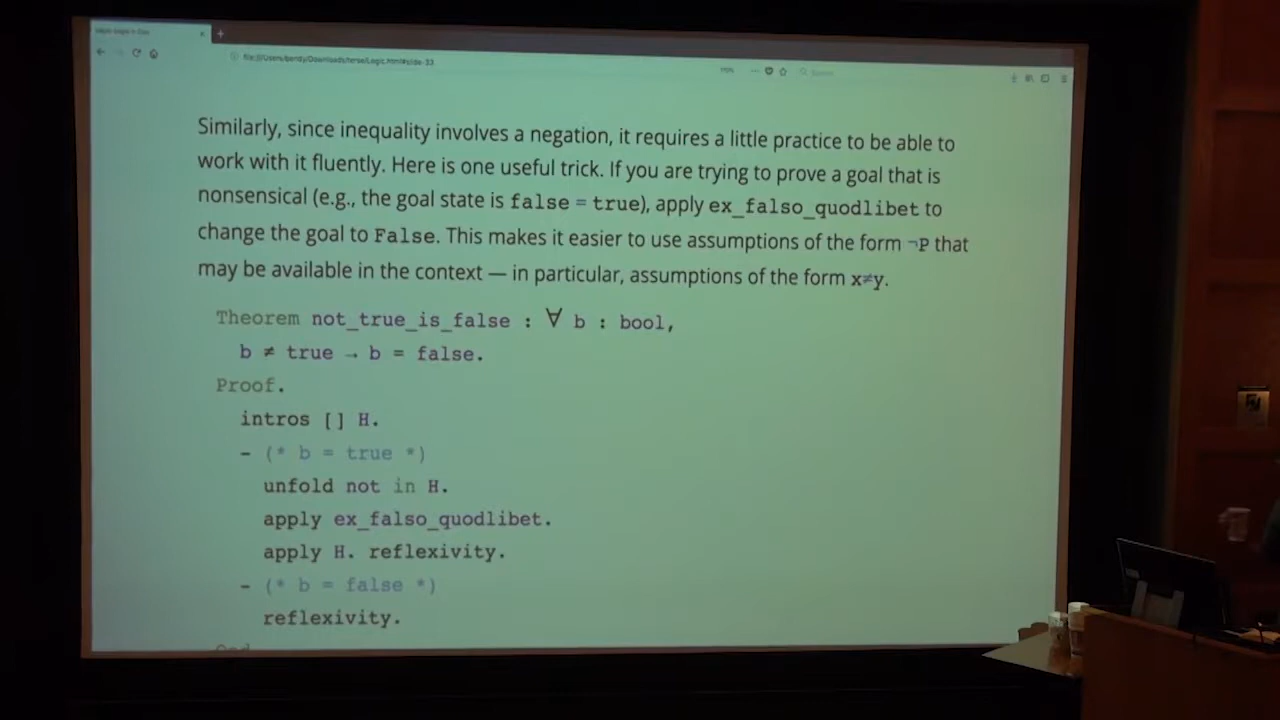 Similarly, since inequality involves a negation, it requires a little practice to be able to
work with it fluently. Here is one useful trick. If you are trying to prove a goal that is
nonsensical (e.g., the goal state is false = true), apply ex_falso_quodlibet to
change the goal to False. This makes it easier to use assumptions of the form ¬P that
may be available in the context — in particular, assumptions of the form x≠y.
Theorem not_true_is_false : ∀ b : bool,
b ≠ true → b = false.
Proof.
intros [] H.
- (* b = true *)
unfold not in H.
apply ex_falso_quodlibet.
apply H. reflexivity.
- (* b = false *)
reflexivity.